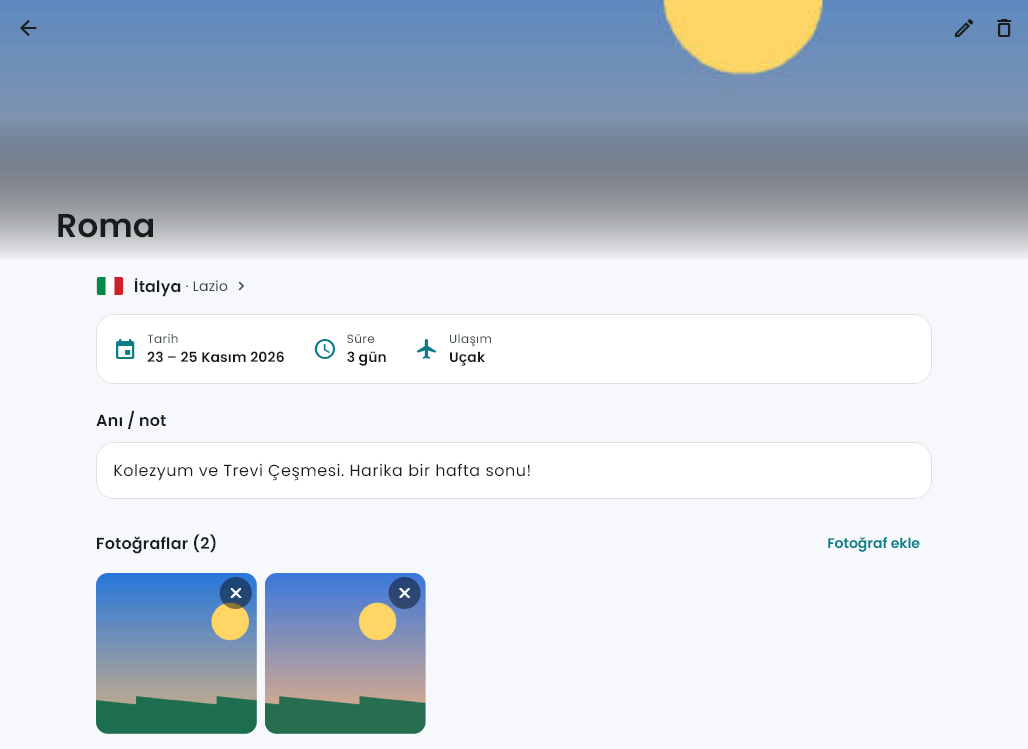 Roma
İtalya · Lazio
Tarih
23 – 25 Kasım 2026
Süre
3 gün
Ulaşım
Uçak
Anı / not
Kolezyum ve Trevi Çeşmesi. Harika bir hafta sonu!
Fotoğraflar (2)
Fotoğraf ekle